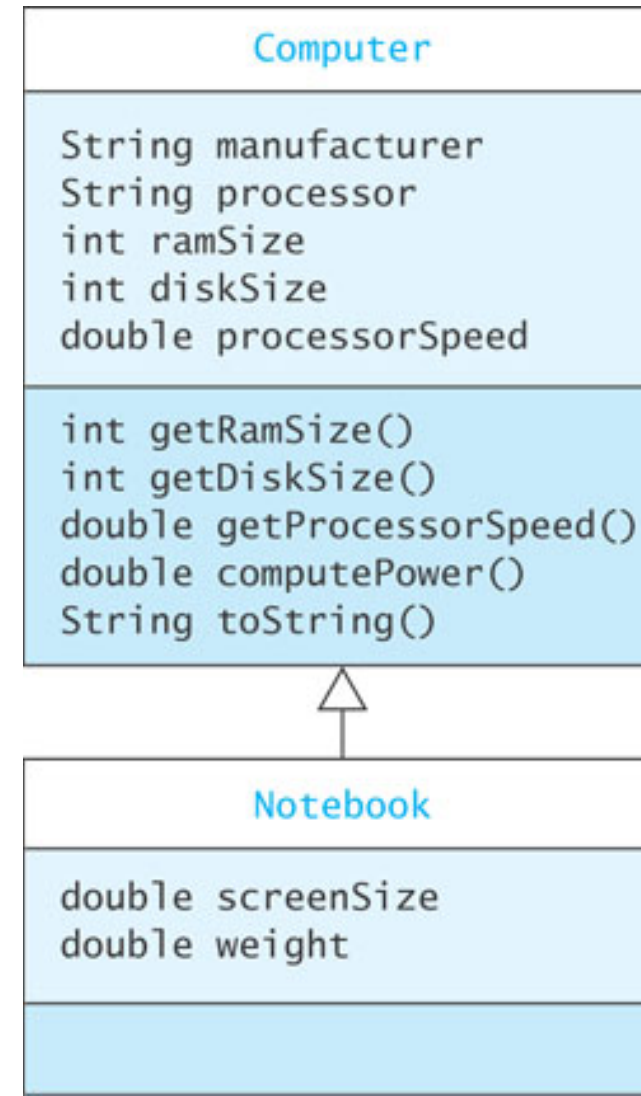 Computer
String manufacturer
String processor
int ramSize
int diskSize
double processorSpeed
int getRamSize()
int getDiskSize()
double getProcessorSpeed()
double computePower()
String toString()
Notebook
double screenSize
double weight